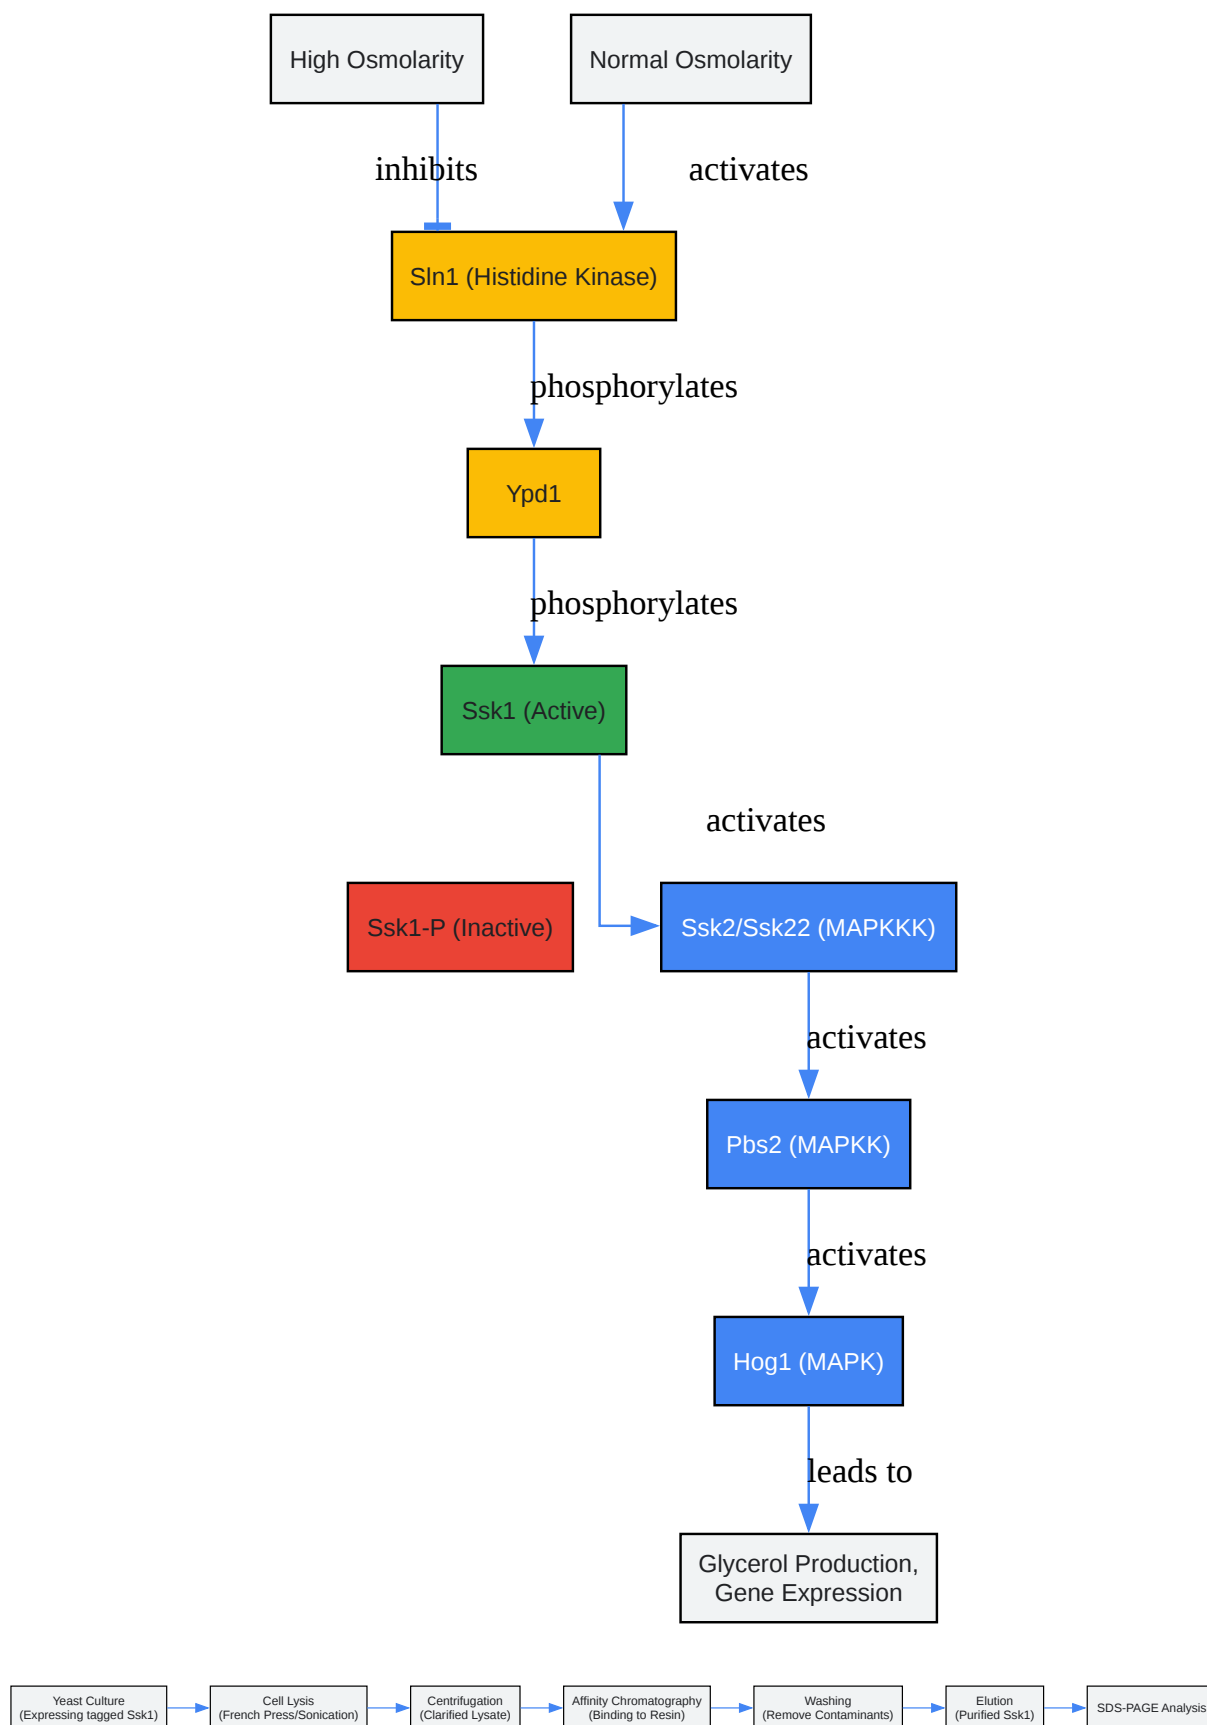 High Osmolarity
Normal Osmolarity
inhibits
activates
Sln1 (Histidine Kinase)
phosphorylates
Ypd1
phosphorylates
Ssk1 (Active)
activates
Ssk1-P (Inactive)
Ssk2/Ssk22 (MAPKKK)
activates
Pbs2 (MAPKK)
activates
Hog1 (MAPK)
leads to
Glycerol Production,
Gene Expression
Yeast Culture
(Expressing tagged Ssk1)
Cell Lysis
(French Press/Sonication)
Centrifugation
(Clarified Lysate)
Affinity Chromatography
(Binding to Resin)
Washing
(Remove Contaminants)
Elution
(Purified Ssk1)
SDS-PAGE Analysis